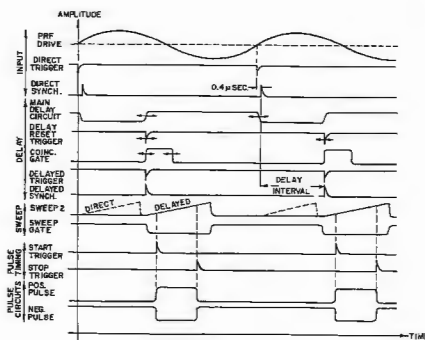 AMPLITUDE
INPUT
PRF
DRIVE
DIRECT
TRIGGER
DIRECT
SYNCH.
0.4 μSEC.
DELAY
MAIN
DELAY
CIRCUIT
DELAY
RESET
TRIGGER
COINC.
GATE
DELAYED
TRIGGER
DELAYED
SYNCH.
DELAY
INTERVAL
SWEEP
SWEEP 2
DIRECT
DELAYED
SWEEP
GATE
PULSE
TIMING
START
TRIGGER
STOP
TRIGGER
PULSE
CIRCUITS
POS.
PULSE
NEG.
PULSE
TIME